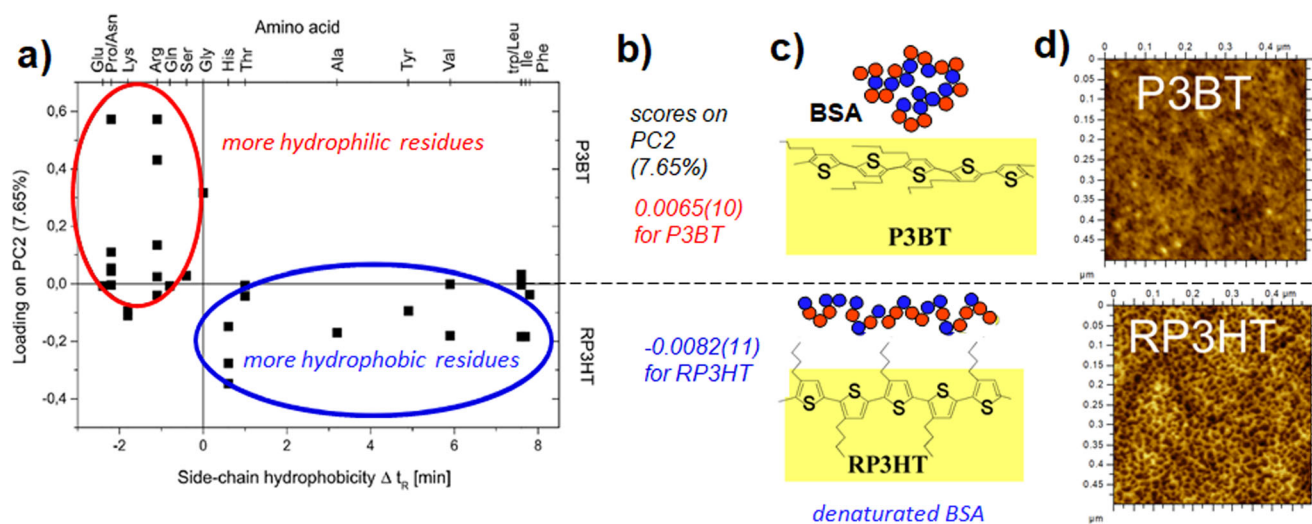 a)
Amino acid
Glu
Pro/Asn
Lys
Arg
Gln
Ser
Gly
His
Thr
Ala
Tyr
Val
trp/Leu
Ile
Phe
0,6
0,4
0,2
0,0
-0,2
-0,4
Loading on PC2 (7.65%)
more hydrophilic residues
more hydrophobic residues
P3BT
RP3HT
-2
0
2
4
6
8
Side-chain hydrophobicity Δ tR [min]
b)
scores on
PC2
(7.65%)
0.0065(10)
for P3BT
-0.0082(11)
for RP3HT
c)
BSA
S
S
S
S
S
P3BT
S
S
S
S
S
RP3HT
denaturated BSA
d)
0
0.1
0.2
0.3
0.4 μm
0
0.05
0.1
0.15
0.2
0.25
0.3
0.35
0.4
0.45
μm
P3BT
0
0.1
0.2
0.3
0.4 μm
0
0.05
0.1
0.15
0.2
0.25
0.3
0.35
0.4
0.45
μm
RP3HT